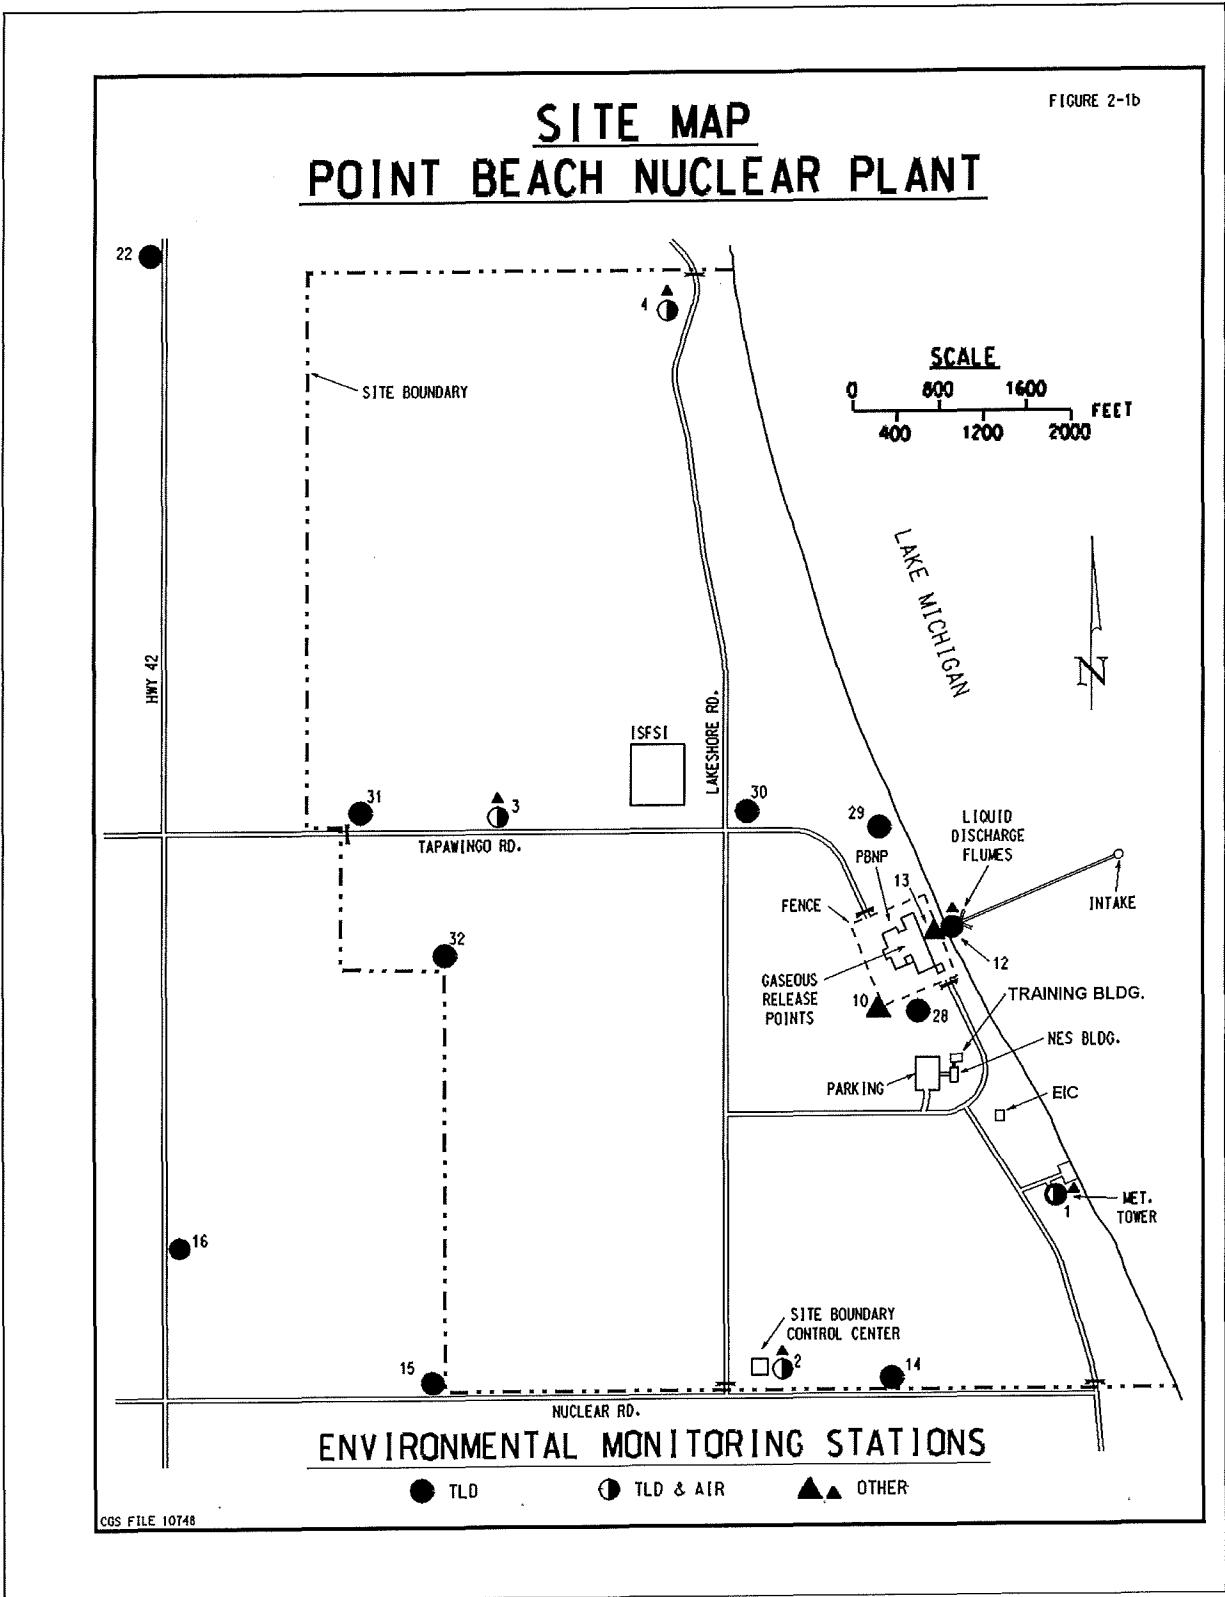 FIGURE 2-1b
SITE MAP
POINT BEACH NUCLEAR PLANT
22
4
SITE BOUNDARY
SCALE
0 800 1600
FEET
400 1200 2000
LAKE MICHIGAN
N
HWY 42
LAKESHORE RD.
ISFSI
31
3
30
29
LIQUID
DISCHARGE
FLUMES
TAPAWINGO RD.
PBNP
13
INTAKE
FENCE
32
12
GASEOUS
RELEASE
POINTS
10
28
TRAINING BLDG.
NES BLDG.
PARKING
EIC
1
MET.
TOWER
16
SITE BOUNDARY
CONTROL CENTER
2
14
15
NUCLEAR RD.
ENVIRONMENTAL MONITORING STATIONS
TLD
TLD & AIR
OTHER
CGS FILE 10748